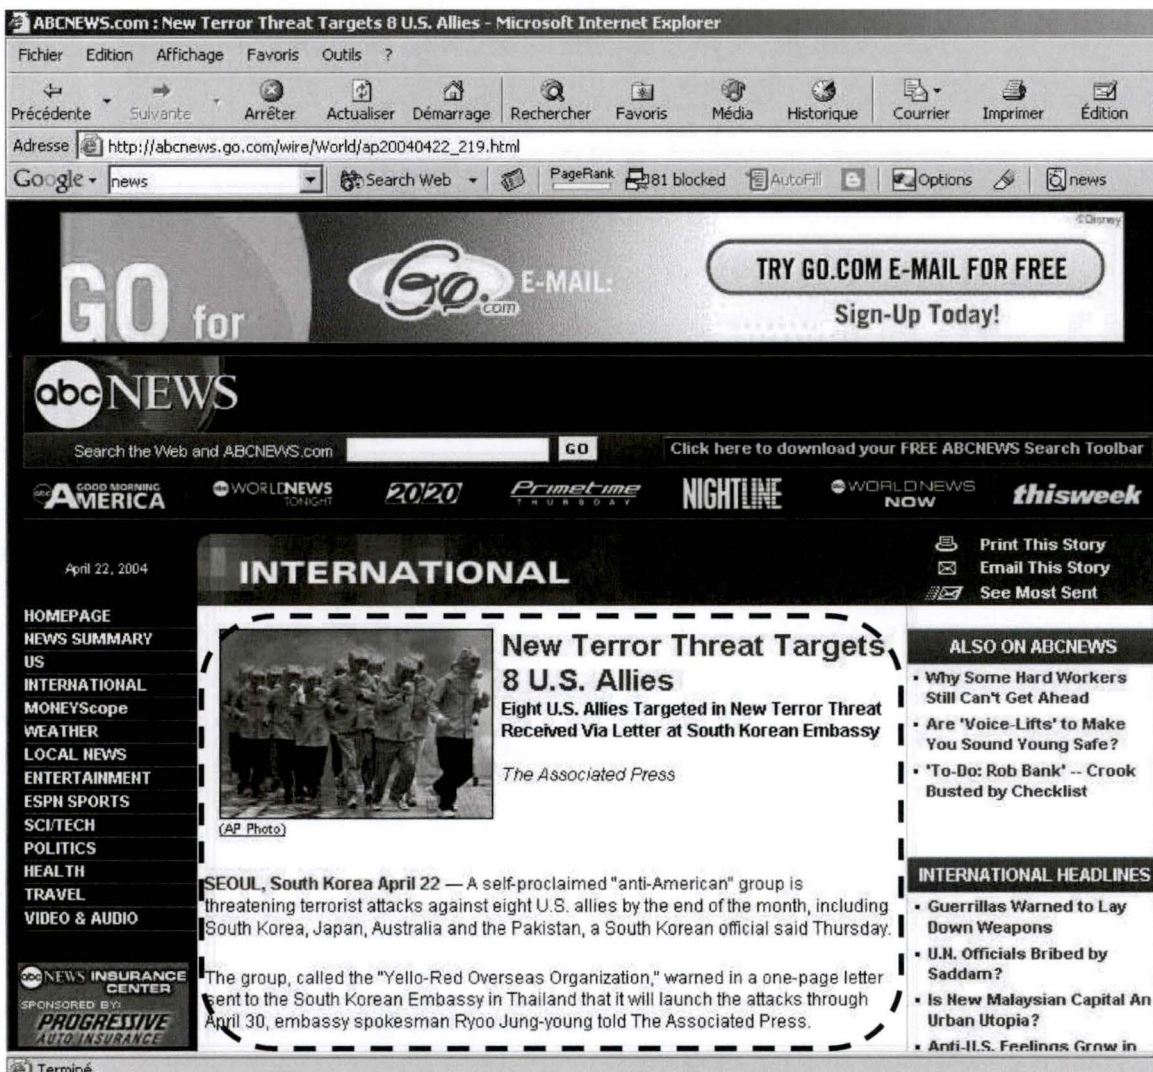 ABCNEWS.com : New Terror Threat Targets 8 U.S. Allies - Microsoft Internet Explorer
Fichier Edition Affichage Favoris Outils ?
Précédente Suivante Arrêter Actualiser Démarrage Rechercher Favoris Média Historique Courrier Imprimer Édition
Adresse http://abcnews.go.com/wire/World/ap20040422_219.html
Google news Search Web PageRank 81 blocked AutoFill Options news
©Disney
GO for Go.com E-MAIL: TRY GO.COM E-MAIL FOR FREE
Sign-Up Today!
abc NEWS
Search the Web and ABCNEWS.com GO Click here to download your FREE ABCNEWS Search Toolbar
abc GOOD MORNING AMERICA abc WORLD NEWS TONIGHT 20/20 Primetime THURSDAY NIGHTLINE abc WORLD NEWS NOW thisweek
April 22, 2004
INTERNATIONAL
Print This Story
Email This Story
See Most Sent
HOMEPAGE
NEWS SUMMARY
US
INTERNATIONAL
MONEYScope
WEATHER
LOCAL NEWS
ENTERTAINMENT
ESPN SPORTS
SCI/TECH
POLITICS
HEALTH
TRAVEL
VIDEO & AUDIO
abc NEWS INSURANCE CENTER
SPONSORED BY:
PROGRESSIVE
AUTO INSURANCE
New Terror Threat Targets
8 U.S. Allies
Eight U.S. Allies Targeted in New Terror Threat
Received Via Letter at South Korean Embassy
The Associated Press
(AP Photo)
SEOUL, South Korea April 22 — A self-proclaimed "anti-American" group is
threatening terrorist attacks against eight U.S. allies by the end of the month, including
South Korea, Japan, Australia and the Pakistan, a South Korean official said Thursday.
The group, called the "Yello-Red Overseas Organization," warned in a one-page letter
sent to the South Korean Embassy in Thailand that it will launch the attacks through
April 30, embassy spokesman Ryoo Jung-young told The Associated Press.
ALSO ON ABCNEWS
▪ Why Some Hard Workers
Still Can't Get Ahead
▪ Are 'Voice-Lifts' to Make
You Sound Young Safe?
▪ 'To-Do: Rob Bank' -- Crook
Busted by Checklist
INTERNATIONAL HEADLINES
▪ Guerrillas Warned to Lay
Down Weapons
▪ U.N. Officials Bribed by
Saddam?
▪ Is New Malaysian Capital An
Urban Utopia?
▪ Anti-U.S. Feelings Grow in
Terminé